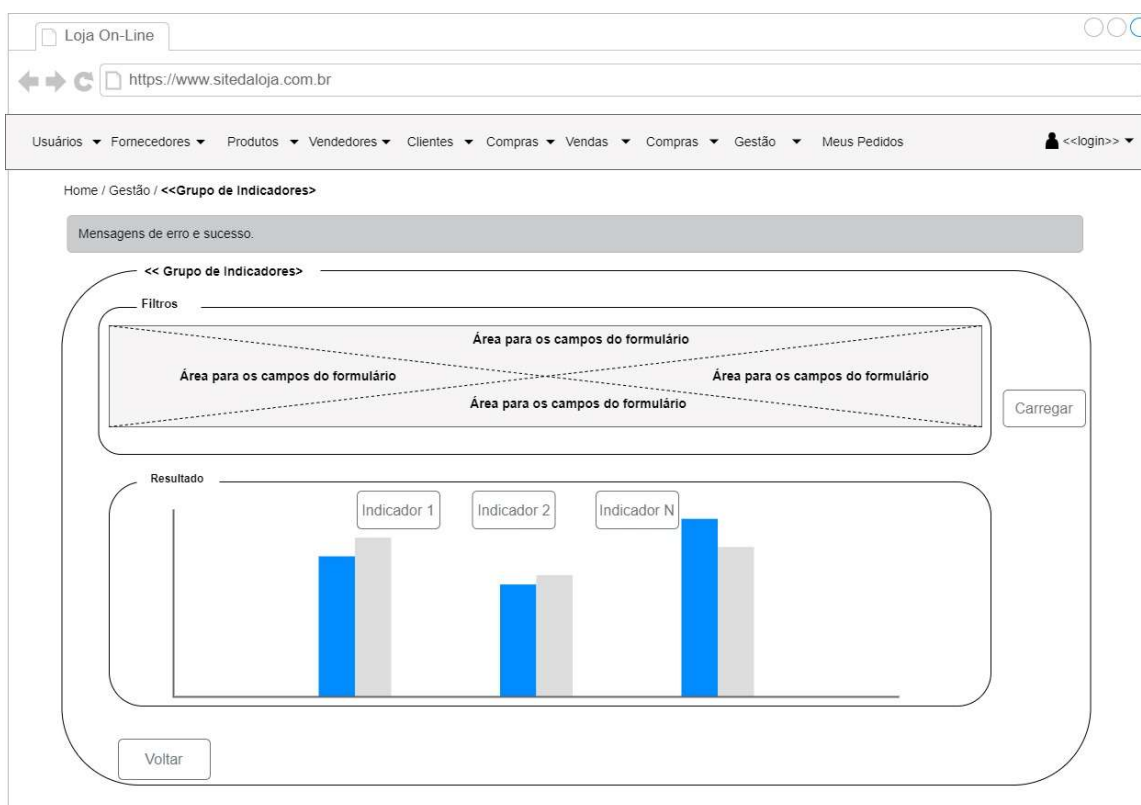 Loja On-Line
https://www.sitedaloja.com.br
Usuários Fornecedores Produtos Vendedores Clientes Compras Vendas Compras Gestão Meus Pedidos <<login>>
Home / Gestão / <<Grupo de Indicadores>
Mensagens de erro e sucesso.
<< Grupo de Indicadores>
Filtros
Área para os campos do formulário
Área para os campos do formulário Área para os campos do formulário
Área para os campos do formulário
Carregar
Resultado
Indicador 1 Indicador 2 Indicador N
Voltar